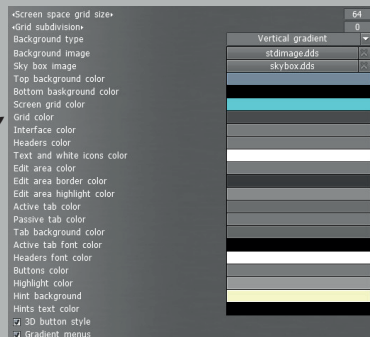 Screen space grid size 64
Grid subdivision 0
Background type Vertical gradient
Background image stdimage.dds
Sky box image skybox.dds
Top background color
Bottom baskground color
Screen grid color
Grid color
Interface color
Headers color
Text and white icons color
Edit area color
Edit area border color
Edit area highlight color
Active tab color
Passive tab color
Tab background color
Active tab font color
Headers font color
Buttons color
Highlight color
Hint background
Hints text color
3D button style
Gradient menus